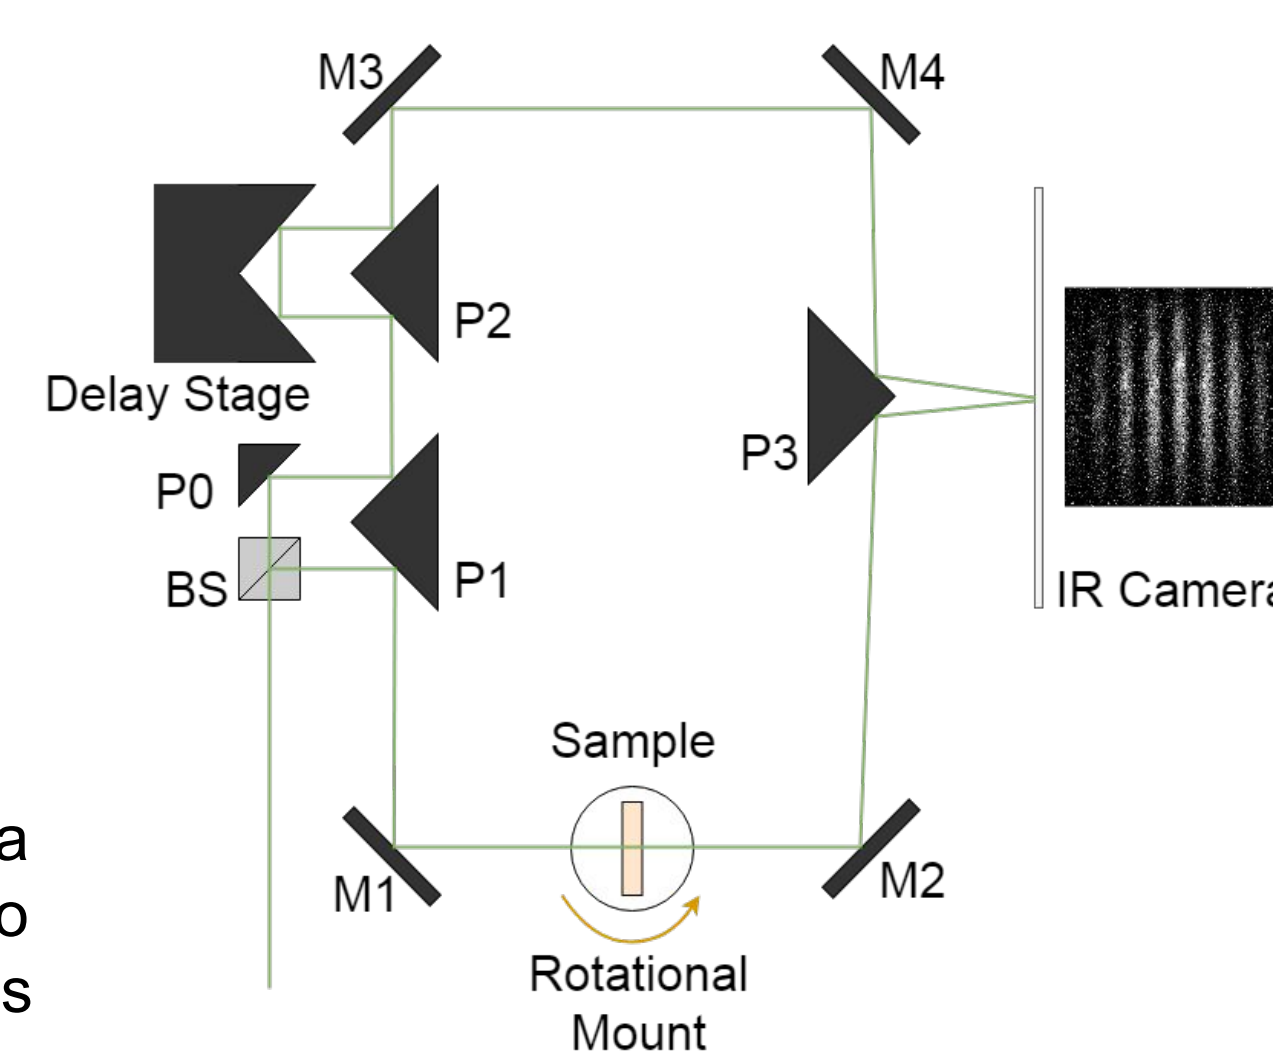 M3
M4
P2
Delay Stage
P3
P0
BS
P1
IR Camera
Sample
a
M1
M2
o
Rotational
s
Mount